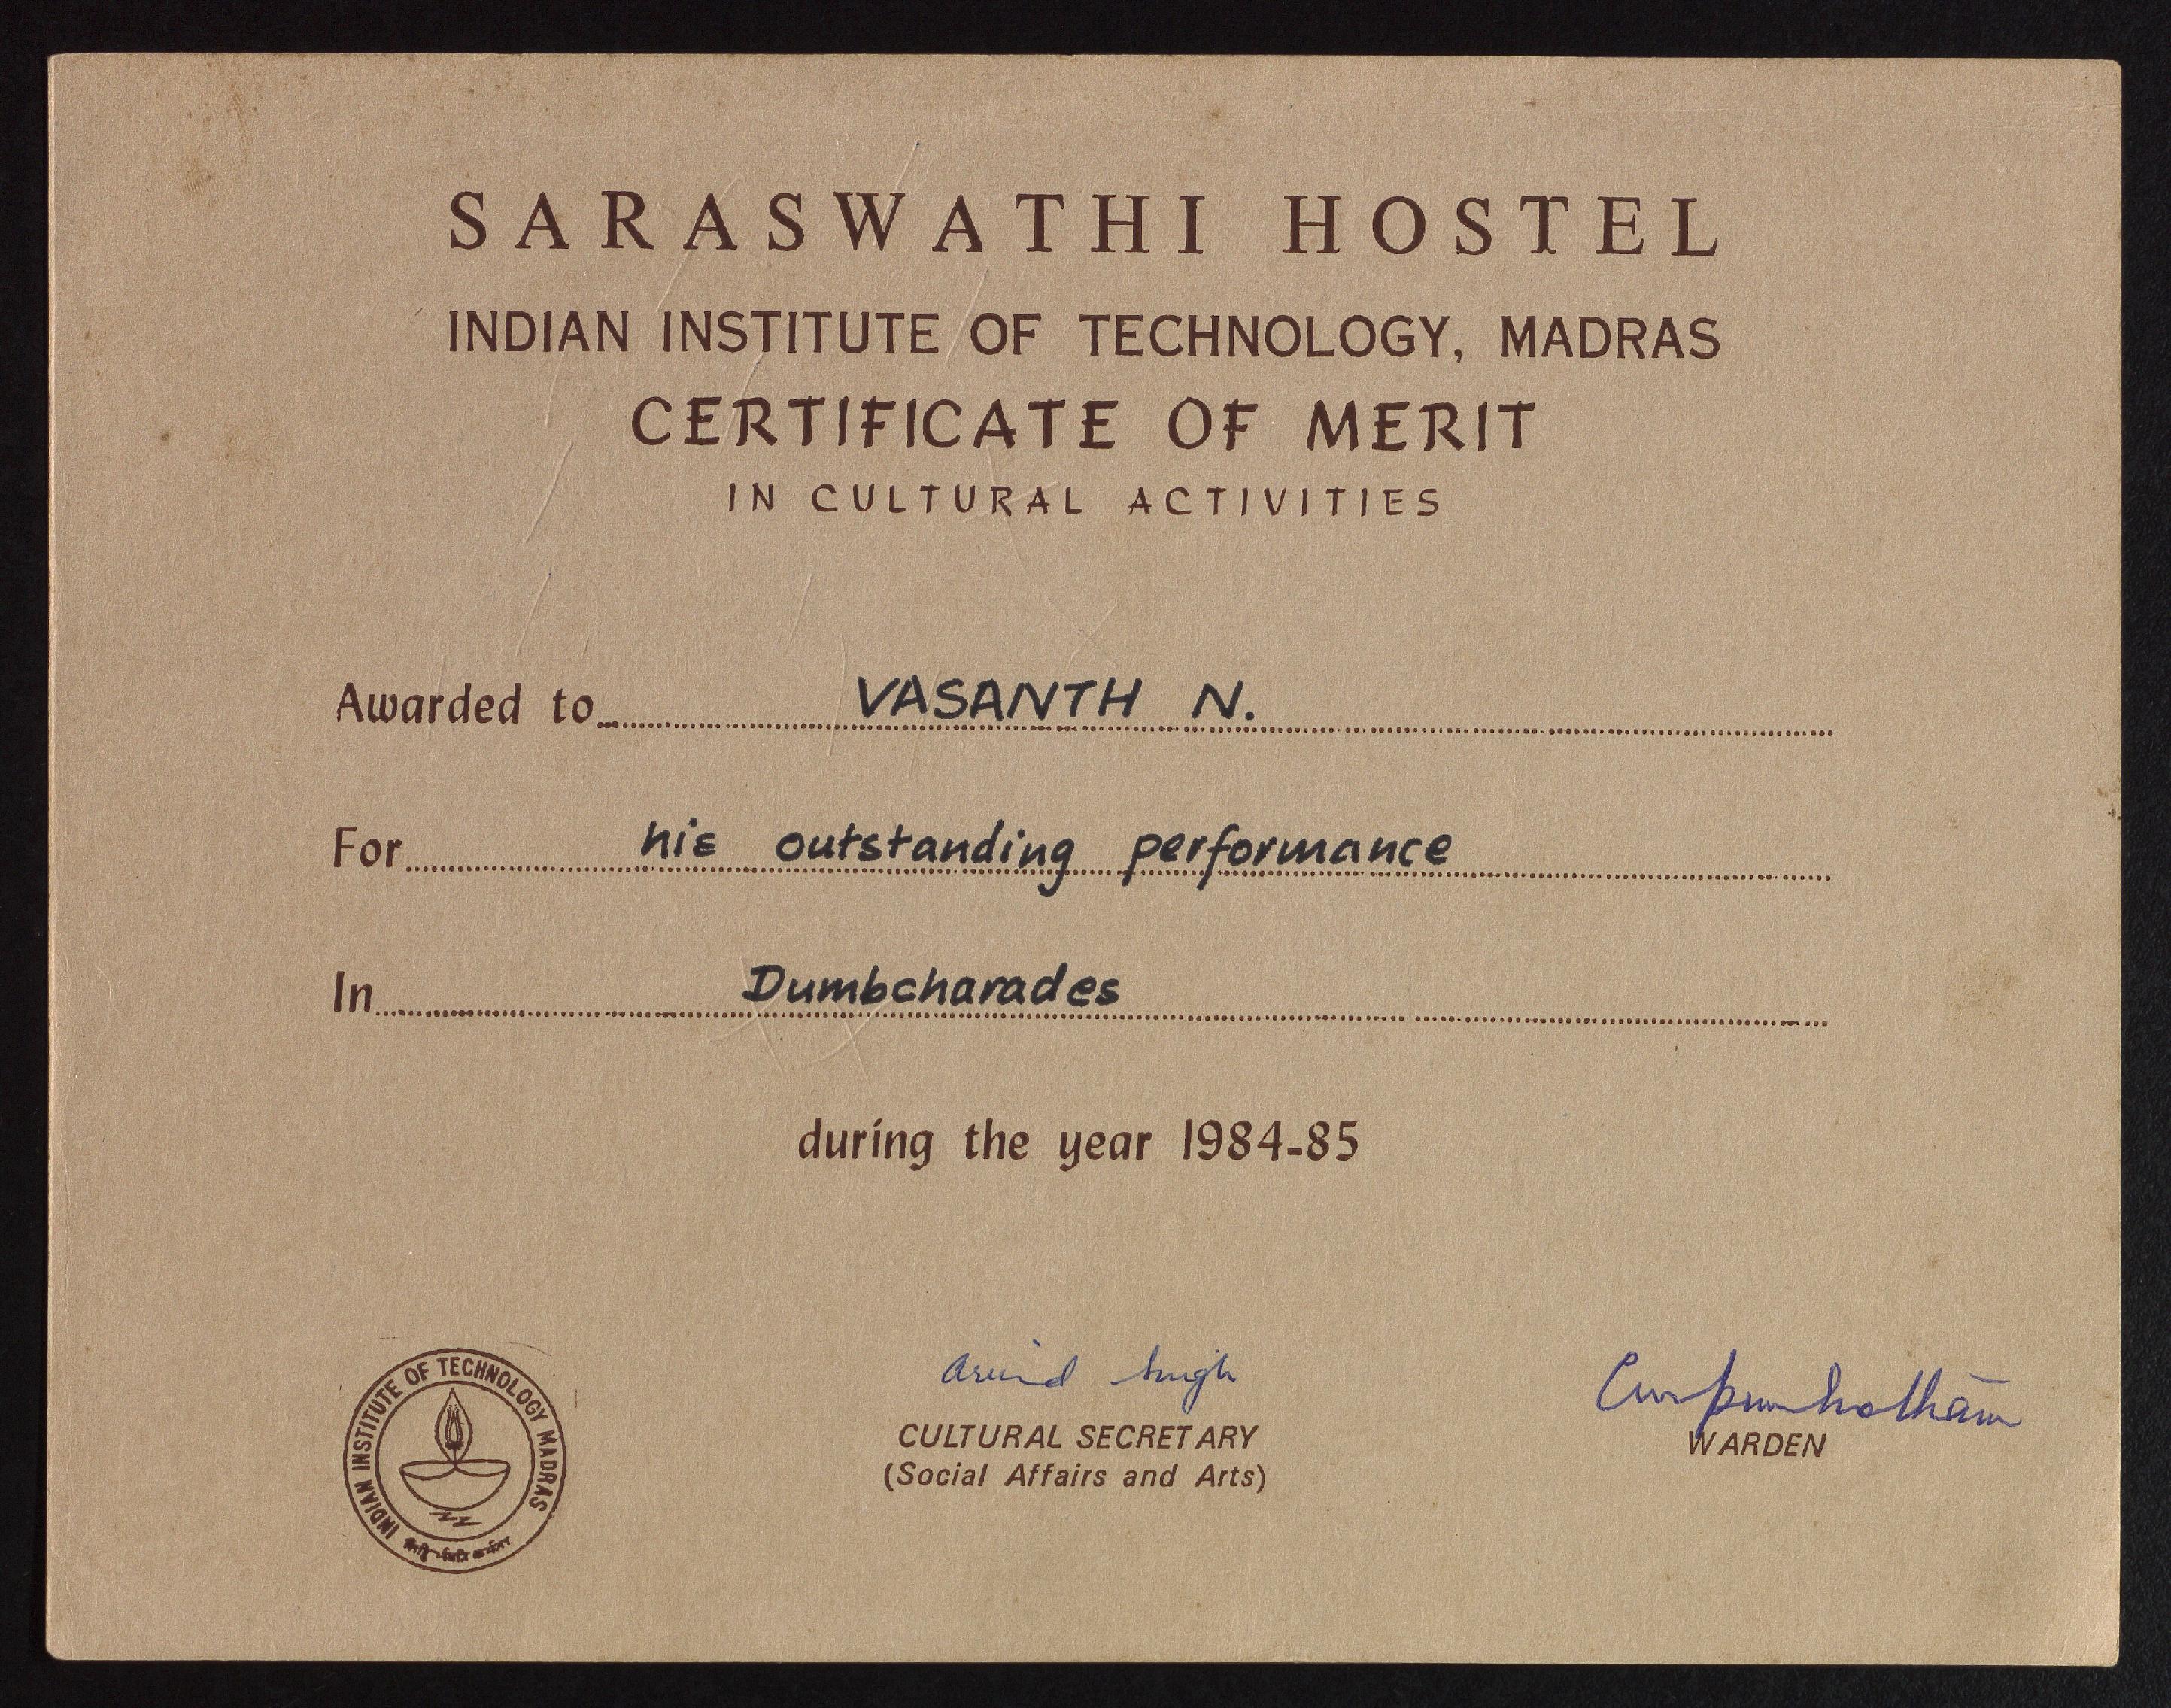 SARASWATHI HOSTEL
INDIAN INSTITUTE OF TECHNOLOGY, MADRAS
CERTIFICATE OF MERIT
IN CULTURAL ACTIVITIES
Awarded to VASANTH N.
For his outstanding performance
In Dumbcharades
during the year 1984-85
INDIAN INSTITUTE OF TECHNOLOGY MADRAS
Arvind Singh
CULTURAL SECRETARY
(Social Affairs and Arts)
WARDEN